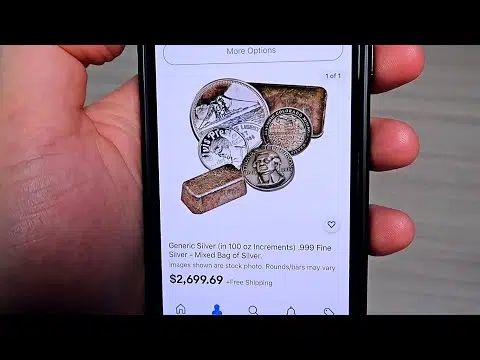 More Options
1 of 1
Generic Silver (in 100 oz Increments) .999 Fine
Silver - Mixed Bag of Silver.
Images shown are stock photo. Rounds/bars may vary
$2,699.69 +Free Shipping